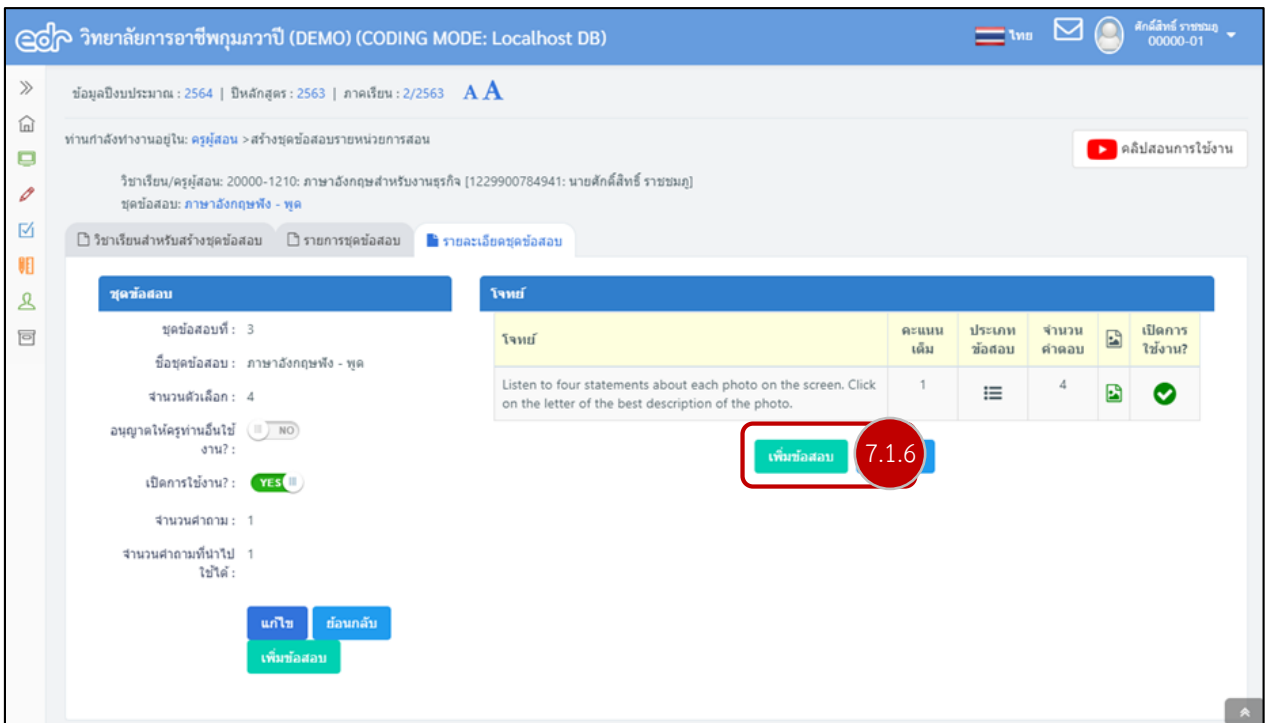 edr วิทยาลัยการอาชีพกุมภวาปี (DEMO) (CODING MODE: Localhost DB)
ไทย
ศักดิ์สิทธิ์ ราชชมภู
00000-01
ข้อมูลปีงบประมาณ : 2564 | ปีหลักสูตร : 2563 | ภาคเรียน : 2/2563 A A
ท่านกำลังทำงานอยู่ใน: ครูผู้สอน >สร้างชุดข้อสอบรายหน่วยการสอน
คลิปสอนการใช้งาน
วิชาเรียน/ครูผู้สอน: 20000-1210: ภาษาอังกฤษสำหรับงานธุรกิจ [1229900784941: นายศักดิ์สิทธิ์ ราชชมภู]
ชุดข้อสอบ: ภาษาอังกฤษฟัง - พูด
วิชาเรียนสำหรับสร้างชุดข้อสอบ
รายการชุดข้อสอบ
รายละเอียดชุดข้อสอบ
ชุดข้อสอบ
ชุดข้อสอบที่ : 3
ชื่อชุดข้อสอบ : ภาษาอังกฤษฟัง - พูด
จำนวนตัวเลือก : 4
อนุญาตให้ครูท่านอื่นใช้
งาน? : NO
เปิดการใช้งาน? : YES
จำนวนคำถาม : 1
จำนวนคำถามที่นำไป 1
ใช้ได้ :
แก้ไข ย้อนกลับ
เพิ่มข้อสอบ
โจทย์
โจทย์
คะแนน
เต็ม
ประเภท
ข้อสอบ
จำนวน
คำตอบ
เปิดการ
ใช้งาน?
Listen to four statements about each photo on the screen. Click
on the letter of the best description of the photo.
1
4
เพิ่มข้อสอบ
7.1.6